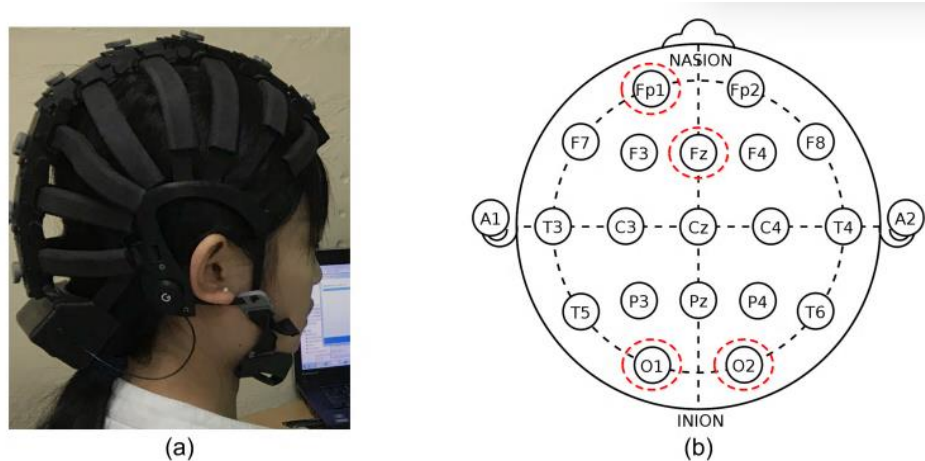 NASION
Fp1 Fp2
F7 F3 Fz F4 F8
A1 T3 C3 Cz C4 T4 A2
T5 P3 Pz P4 T6
O1 O2
INION
(a) (b)